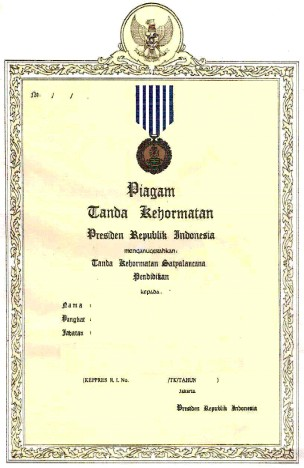 No. / /
Piagam
Tanda Kehormatan
Presiden Republik Indonesia
menganugerahkan:
Tanda Kehormatan Satyalancana
Pendidikan
kepada:
Nama :
Pangkat :
Jabatan :
(KEPPRES R. I. No. /TK/TAHUN )
Jakarta,
Presiden Republik Indonesia